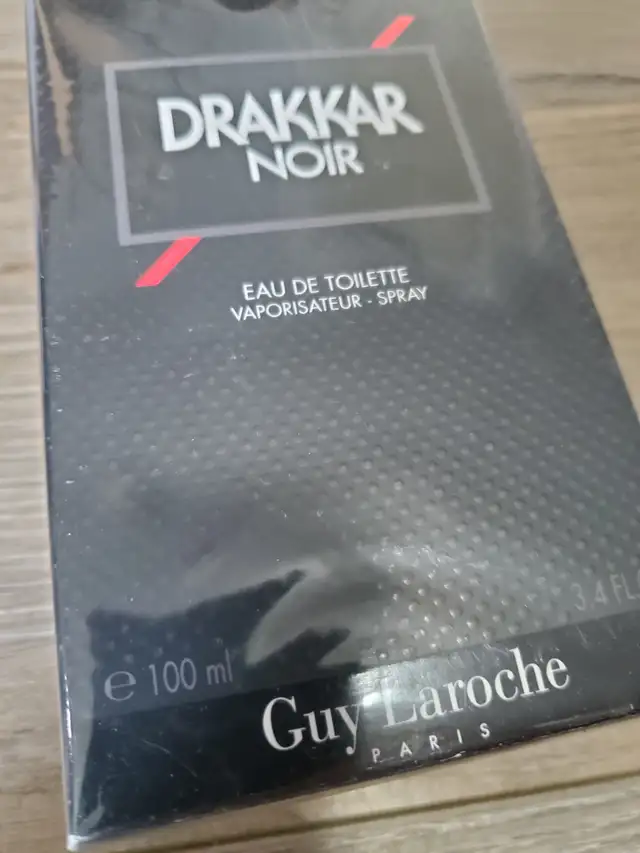 DRAKKAR
NOIR
EAU DE TOILETTE
VAPORISATEUR - SPRAY
3.4 FL.
e 100 ml
Guy Laroche
PARIS